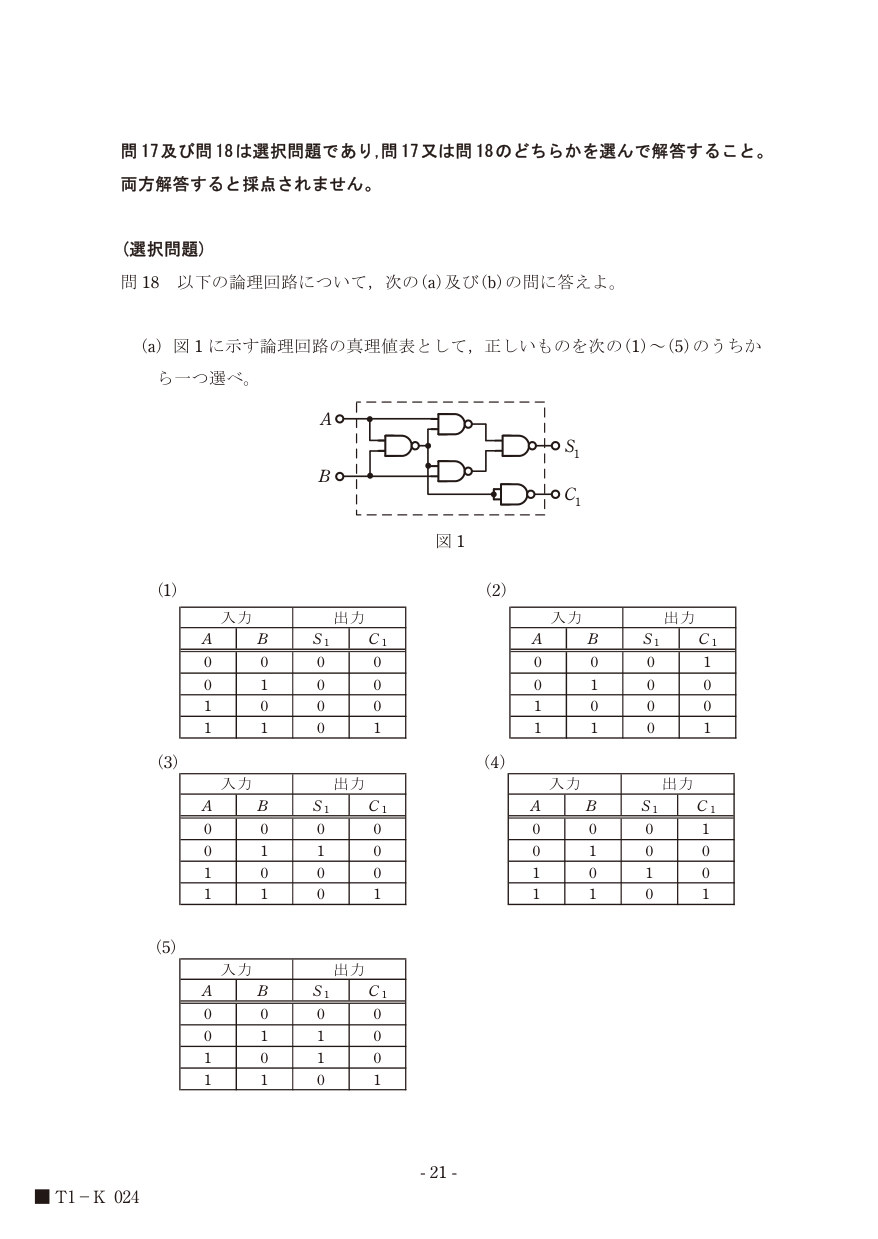 問17及び問18は選択問題であり,問17又は問18のどちらかを選んで解答すること。
両方解答すると採点されません。
(選択問題)
問18　以下の論理回路について，次の(a)及び(b)の問に答えよ。
(a) 図1に示す論理回路の真理値表として，正しいものを次の(1)～(5)のうちか
ら一つ選べ。
A
S1
B
C1
図1
(1)
入力 出力
A B S1 C1
0 0 0 0
0 1 0 0
1 0 0 0
1 1 0 1
(2)
入力 出力
A B S1 C1
0 0 0 1
0 1 0 0
1 0 0 0
1 1 0 1
(3)
入力 出力
A B S1 C1
0 0 0 0
0 1 1 0
1 0 0 0
1 1 0 1
(4)
入力 出力
A B S1 C1
0 0 0 1
0 1 0 0
1 0 1 0
1 1 0 1
(5)
入力 出力
A B S1 C1
0 0 0 0
0 1 1 0
1 0 1 0
1 1 0 1
- 21 -
■ T1－K 024